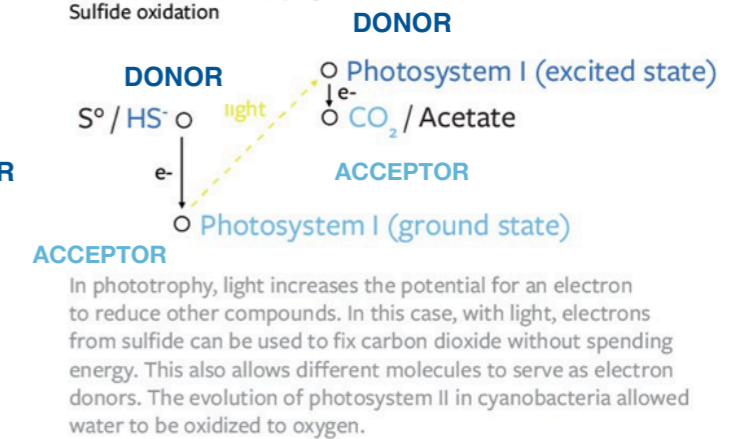 Sulfide oxidation
DONOR
DONOR
Photosystem I (excited state)
e-
S⁰ / HS⁻
light
CO₂ / Acetate
R
e-
ACCEPTOR
Photosystem I (ground state)
ACCEPTOR
In phototrophy, light increases the potential for an electron
to reduce other compounds. In this case, with light, electrons
from sulfide can be used to fix carbon dioxide without spending
energy. This also allows different molecules to serve as electron
donors. The evolution of photosystem II in cyanobacteria allowed
water to be oxidized to oxygen.